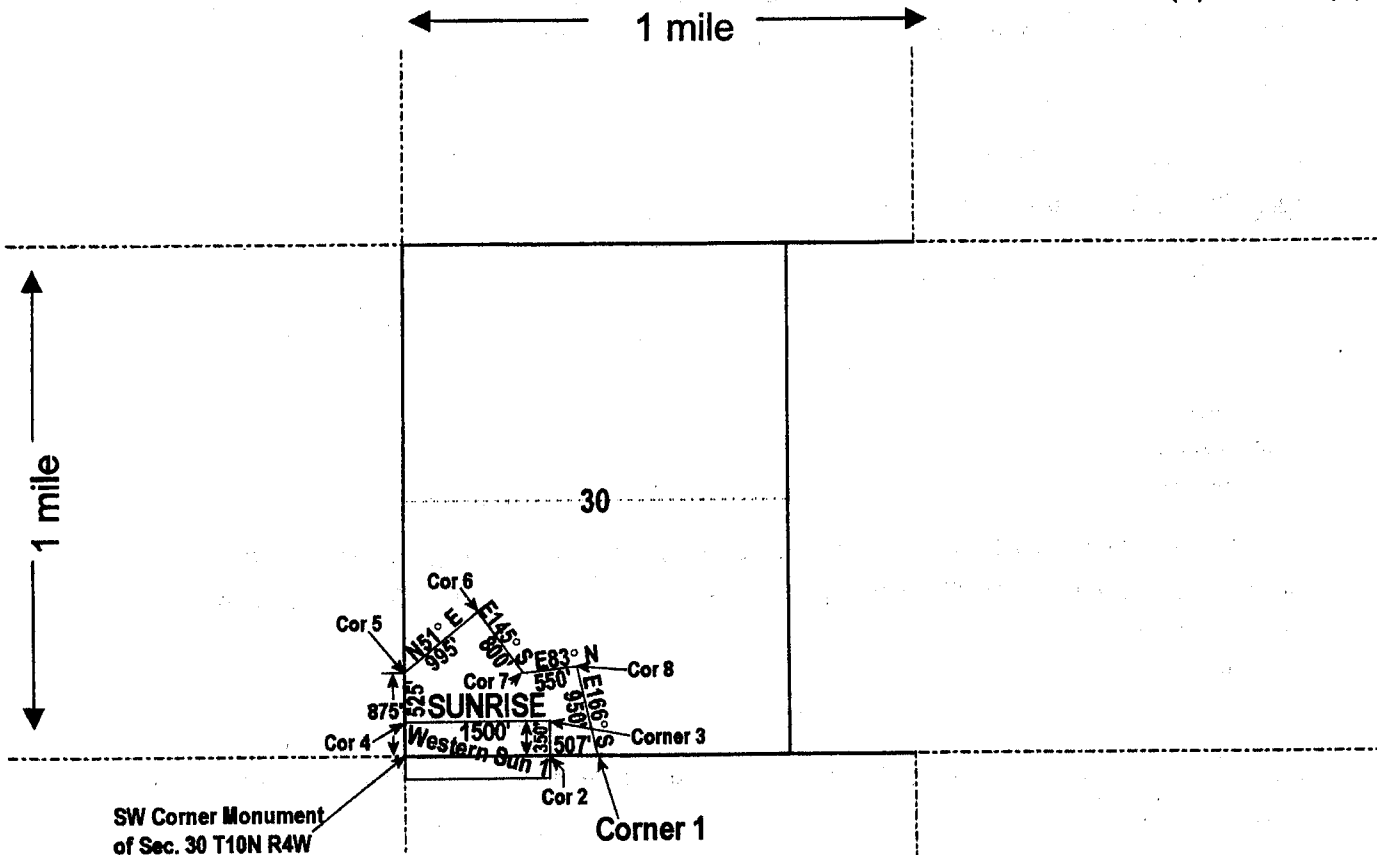 1 mile
1 mile
30
Cor 6
Cor 5
N51° E
995'
E145° S
800'
E83° N
550'
Cor 8
Cor 7
E166° S
950'
525'
875'
SUNRISE
1500'
350'
Cor 4
Corner 3
Western Sun 1
507'
Cor 2
Corner 1
SW Corner Monument
of Sec. 30 T10N R4W